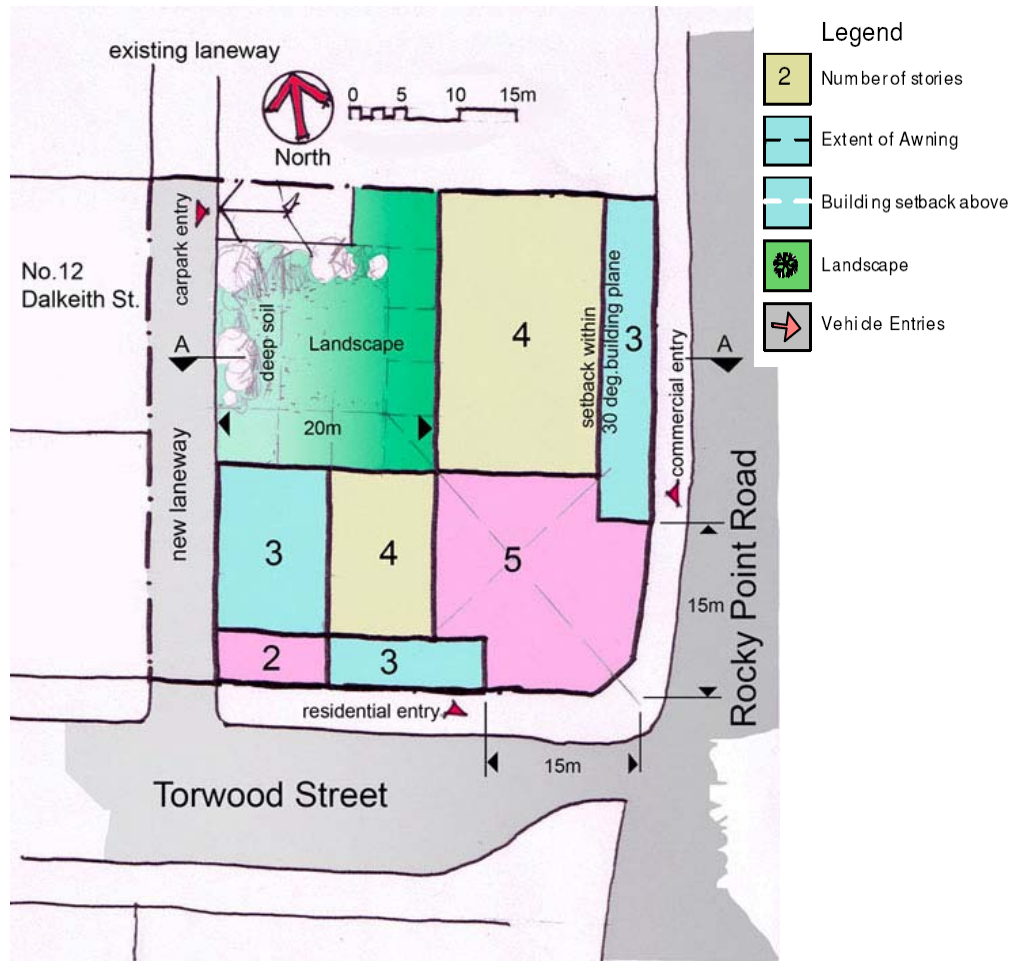 existing laneway
0 5 10 15m
North
Legend
2 Number of stories
Extent of Awning
Building setback above
Landscape
Vehicle Entries
carpark entry
No.12
Dalkeith St.
A
deep soil
Landscape
20m
4
setback within
30 deg.building plane
3
commercial entry
A
new laneway
3
4
5
15m
Rocky Point Road
2
3
residential entry
15m
Torwood Street